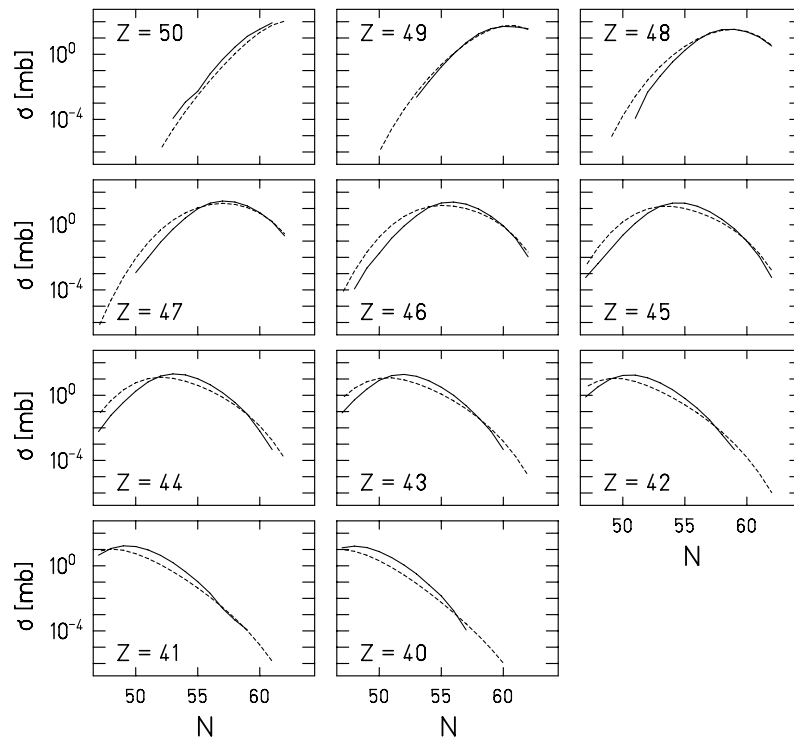 Z = 50
Z = 49
Z = 48
σ [mb]
10^0
10^-4
Z = 47
Z = 46
Z = 45
σ [mb]
10^0
10^-4
Z = 44
Z = 43
Z = 42
σ [mb]
10^0
10^-4
50 55 60
N
Z = 41
Z = 40
σ [mb]
10^0
10^-4
50 55 60
50 55 60
N
N